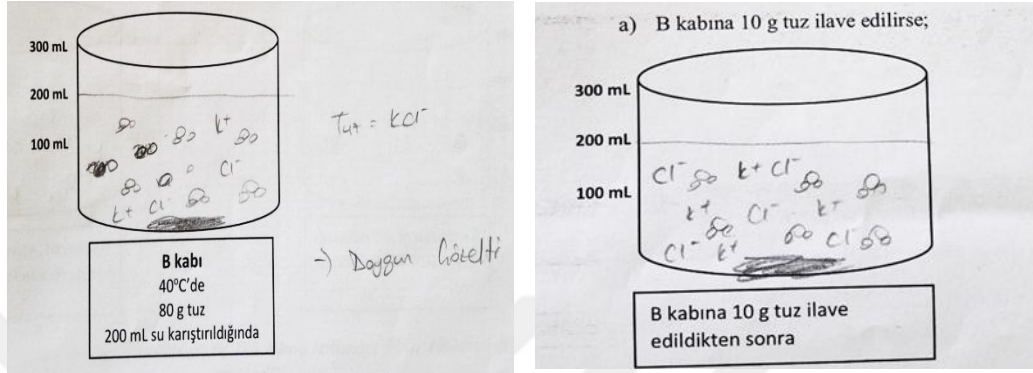 300 mL
200 mL
100 mL
K+
Cl-
K+ Cl-
= KCl
→ Doygun Çözelti
B kabı
40°C'de
80 g tuz
200 mL su karıştırıldığında
a) B kabına 10 g tuz ilave edilirse;
300 mL
200 mL
100 mL
Cl- K+ Cl-
K+ Cl- K+
Cl- K+ Cl
B kabına 10 g tuz ilave
edildikten sonra